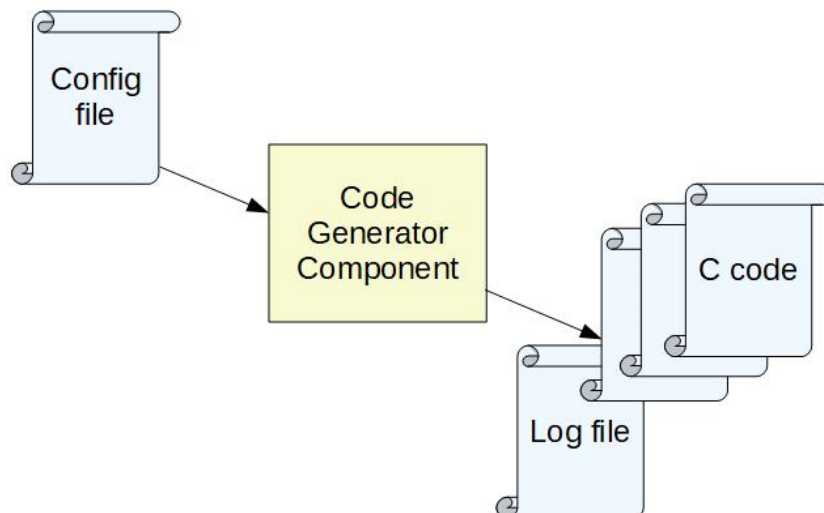 Config
file
Code
Generator
Component
C code
Log file